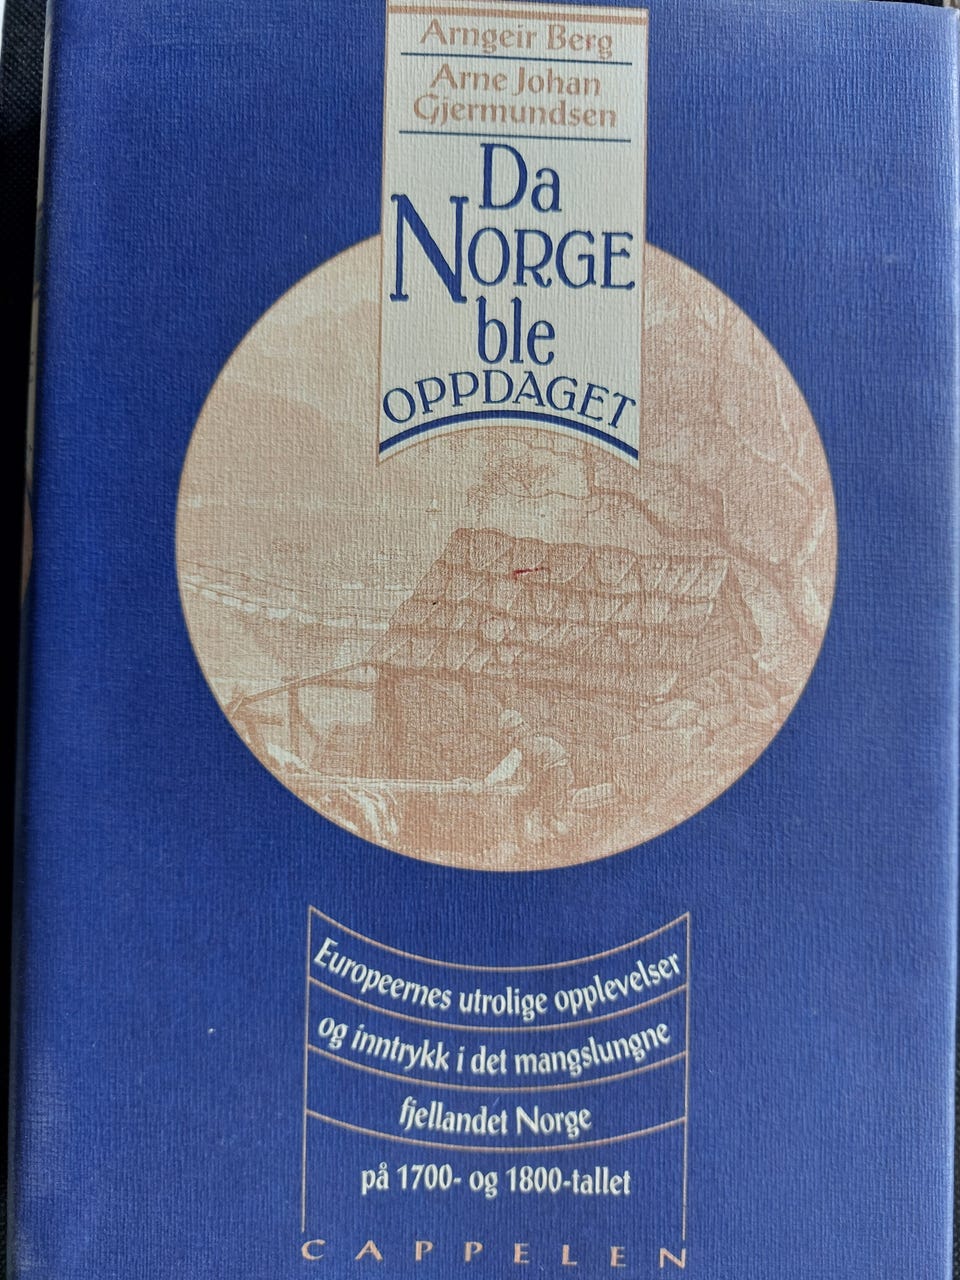 Arngeir Berg
Arne Johan
Gjermundsen
Da
NORGE
ble
OPPDAGET
Europeernes utrolige opplevelser
og inntrykk i det mangslungne
fjellandet Norge
på 1700- og 1800-tallet
CAPPELEN